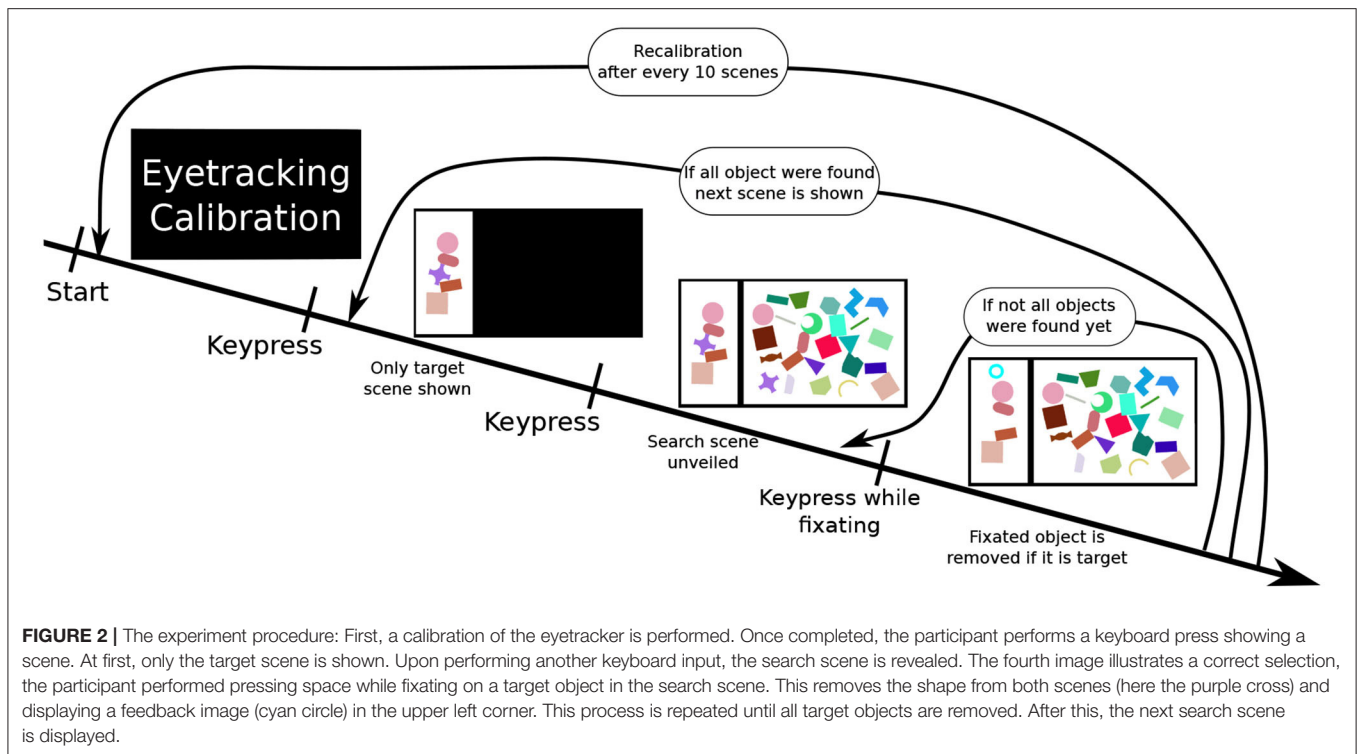 Recalibration
after every 10 scenes
Eyetracking
Calibration
If all object were found
next scene is shown
Start
Keypress
Only target
scene shown
Keypress
Search scene
unveiled
If not all objects
were found yet
Keypress while
fixating
Fixated object is
removed if it is target
FIGURE 2 | The experiment procedure: First, a calibration of the eyetracker is performed. Once completed, the participant performs a keyboard press showing a
scene. At first, only the target scene is shown. Upon performing another keyboard input, the search scene is revealed. The fourth image illustrates a correct selection,
the participant performed pressing space while fixating on a target object in the search scene. This removes the shape from both scenes (here the purple cross) and
displaying a feedback image (cyan circle) in the upper left corner. This process is repeated until all target objects are removed. After this, the next search scene
is displayed.